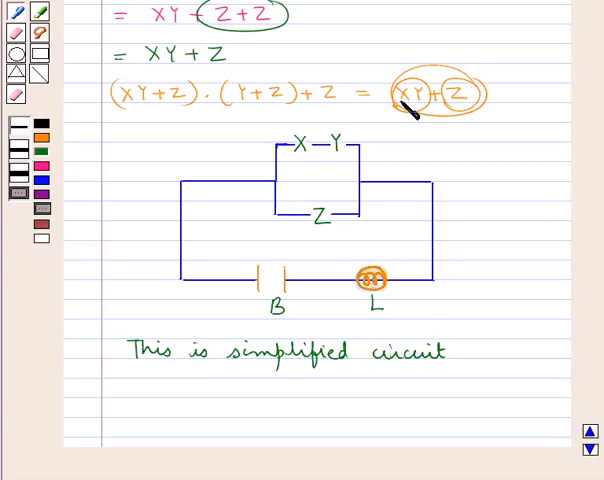 = XY + Z + Z
= XY + Z
(XY+Z) . (Y+Z) + Z = XY+Z
X Y
Z
B L
This is simplified circuit